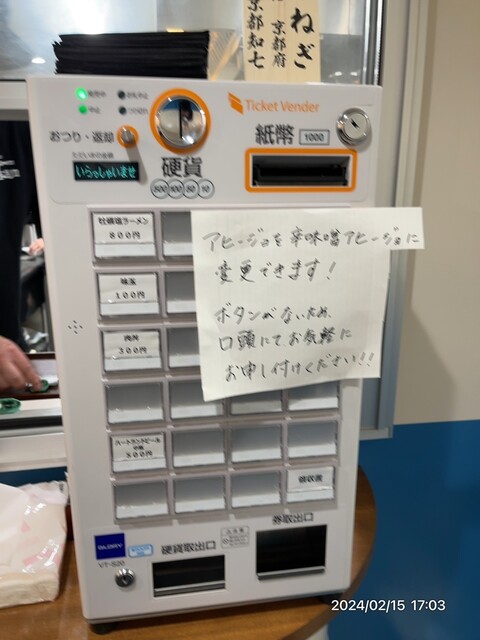 ねぎ
京都府
京都知七
Ticket Vender
おつり・返却
紙幣 1000
いらっしゃいませ
硬貨
500 100 50 10
牡蠣塩ラーメン
800円
味玉
100円
肉丼
300円
アヒージョを辛味噌アヒージョに
変更できます!
ボタンがないため、
口頭にてお気軽に
お申し付けください!!
ハートランドビール
小瓶
500円
領収書
GLORY
硬貨取出口
券取出口
VT-B20
2024/02/15 17:03